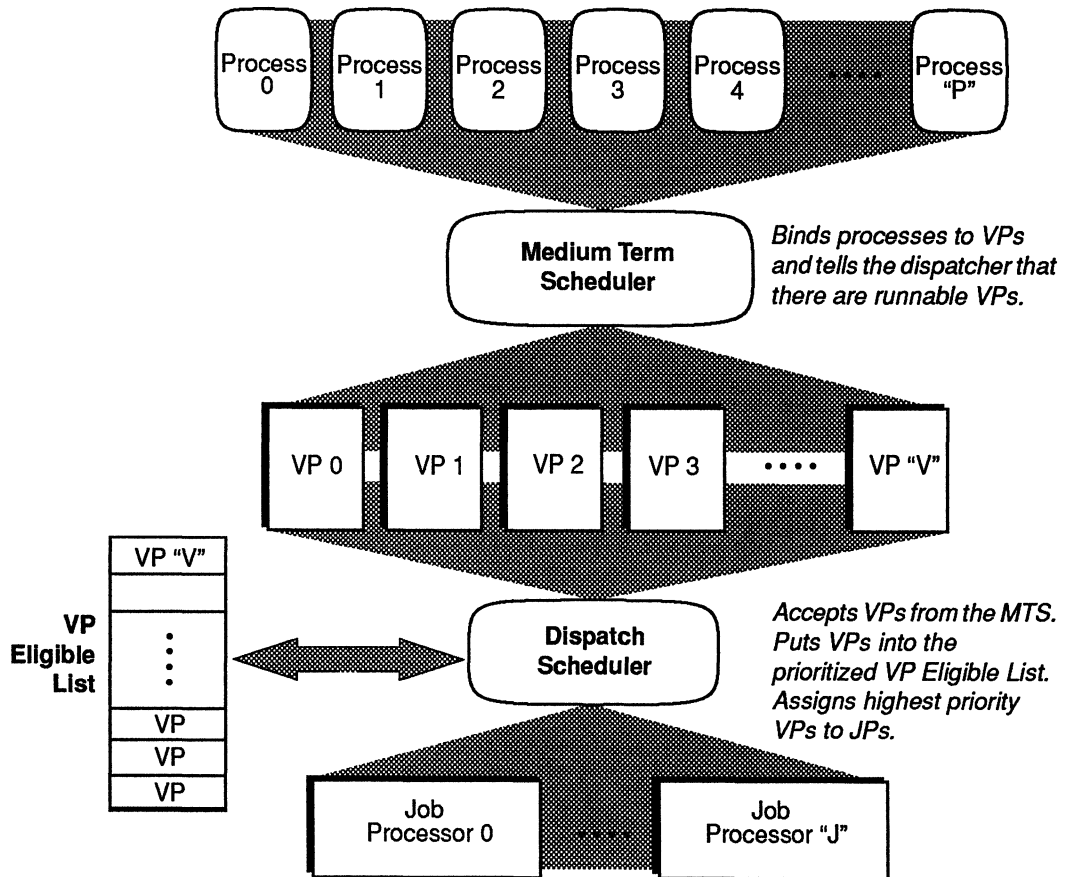 Process 0
Process 1
Process 2
Process 3
Process 4
....
Process "P"
Medium Term
Scheduler
Binds processes to VPs
and tells the dispatcher that
there are runnable VPs.
VP 0
VP 1
VP 2
VP 3
....
VP "V"
VP "V"
VP
Eligible
List
VP
VP
VP
Dispatch
Scheduler
Accepts VPs from the MTS.
Puts VPs into the
prioritized VP Eligible List.
Assigns highest priority
VPs to JPs.
Job
Processor 0
....
Job
Processor "J"